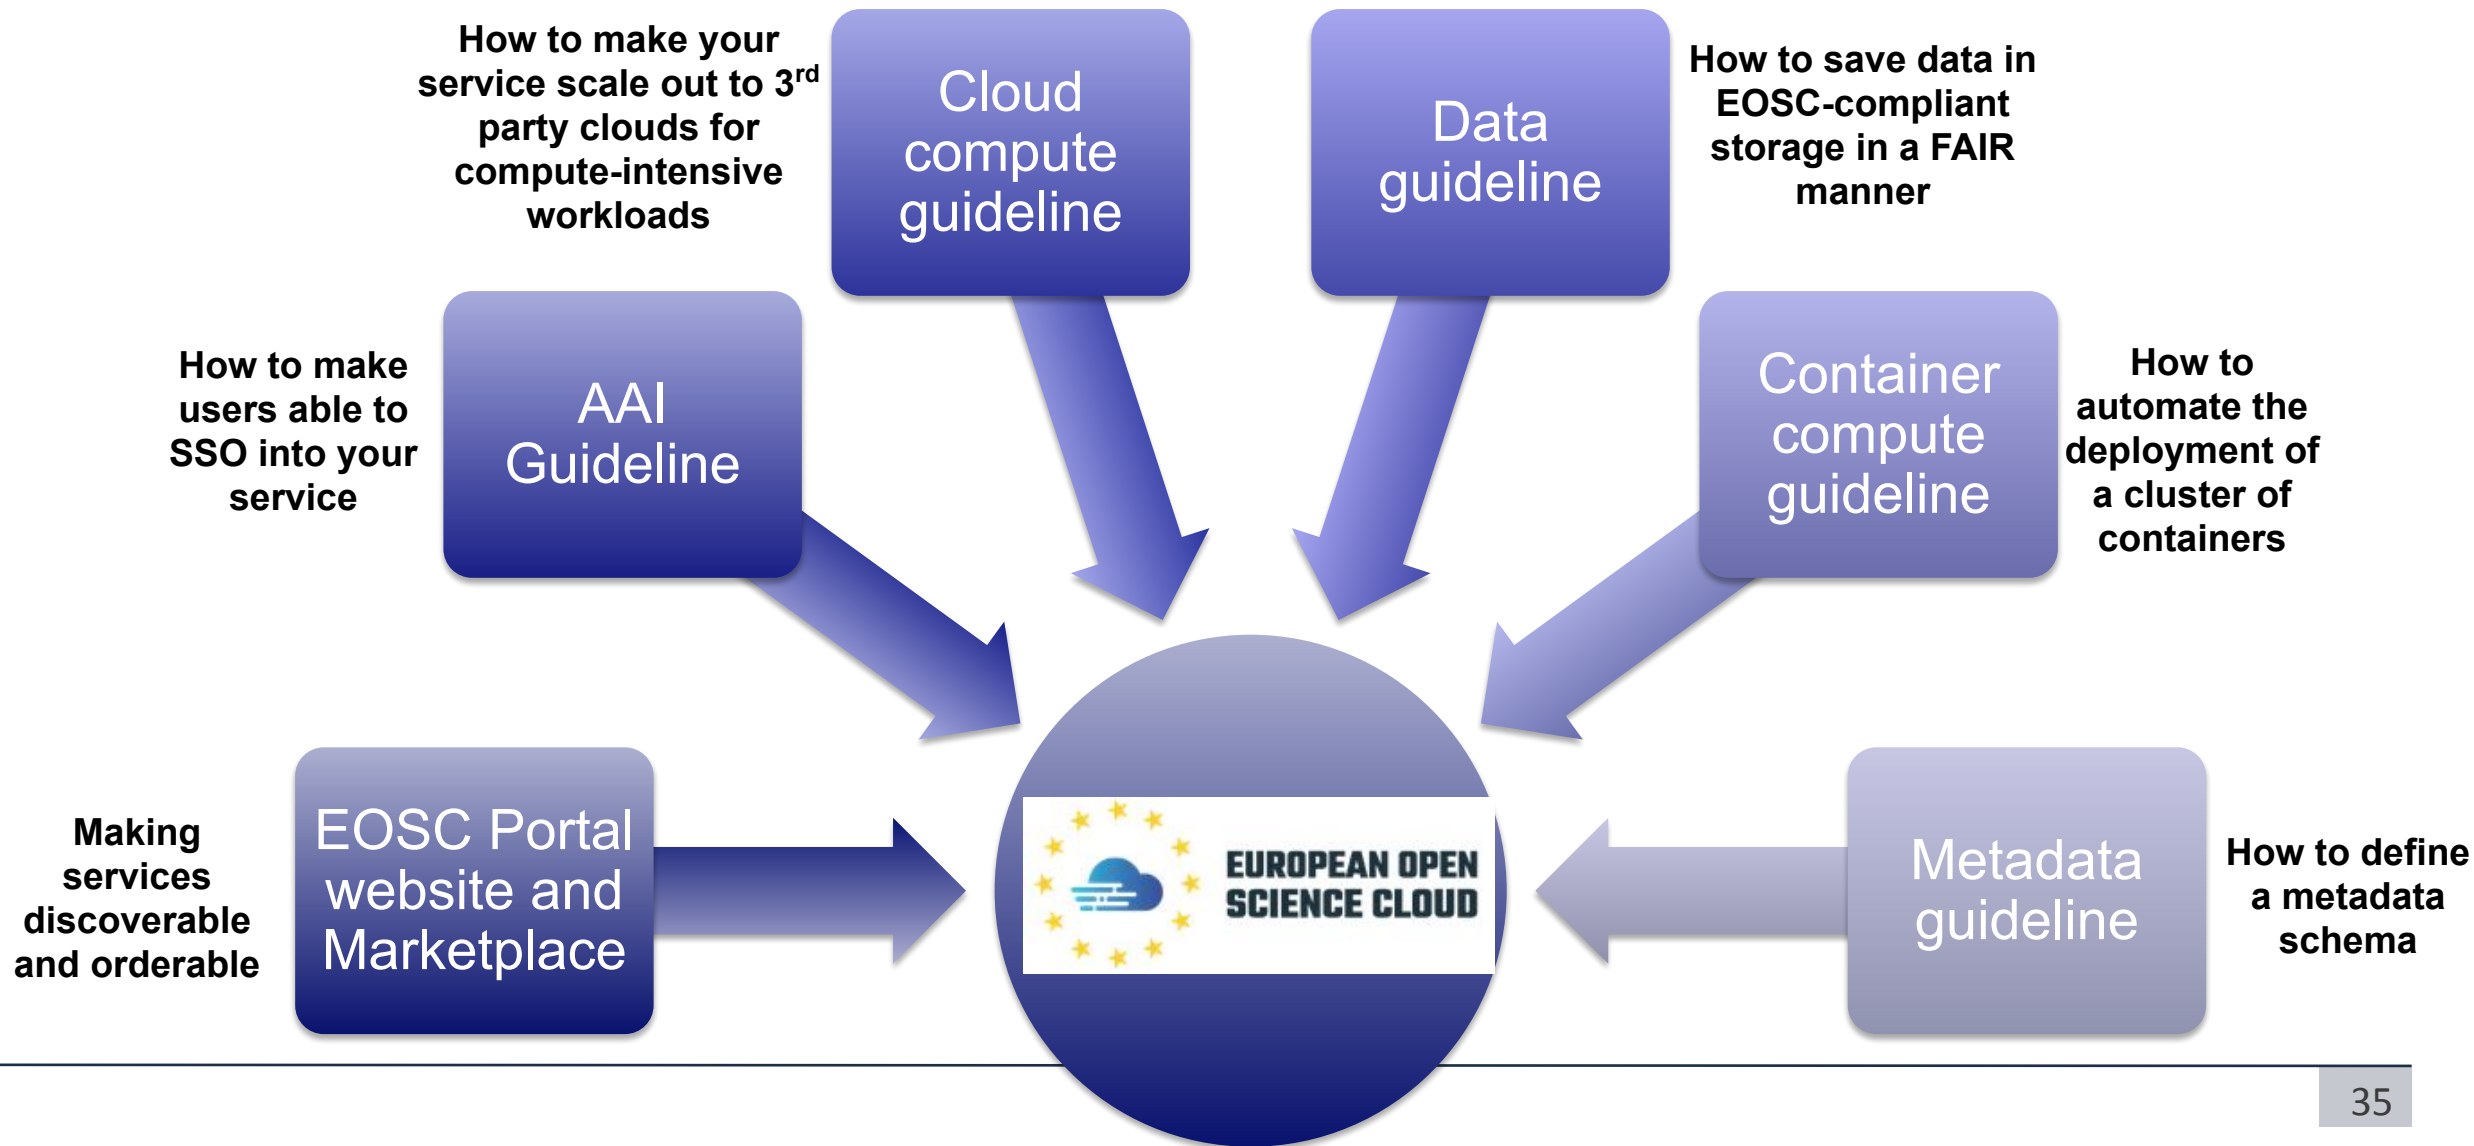 How to make your
service scale out to 3rd
party clouds for
compute-intensive
workloads
Cloud
compute
guideline
Data
guideline
How to save data in
EOSC-compliant
storage in a FAIR
manner
How to make
users able to
SSO into your
service
AAI
Guideline
Container
compute
guideline
How to
automate the
deployment of
a cluster of
containers
Making
services
discoverable
and orderable
EOSC Portal
website and
Marketplace
EUROPEAN OPEN
SCIENCE CLOUD
Metadata
guideline
How to define
a metadata
schema
35